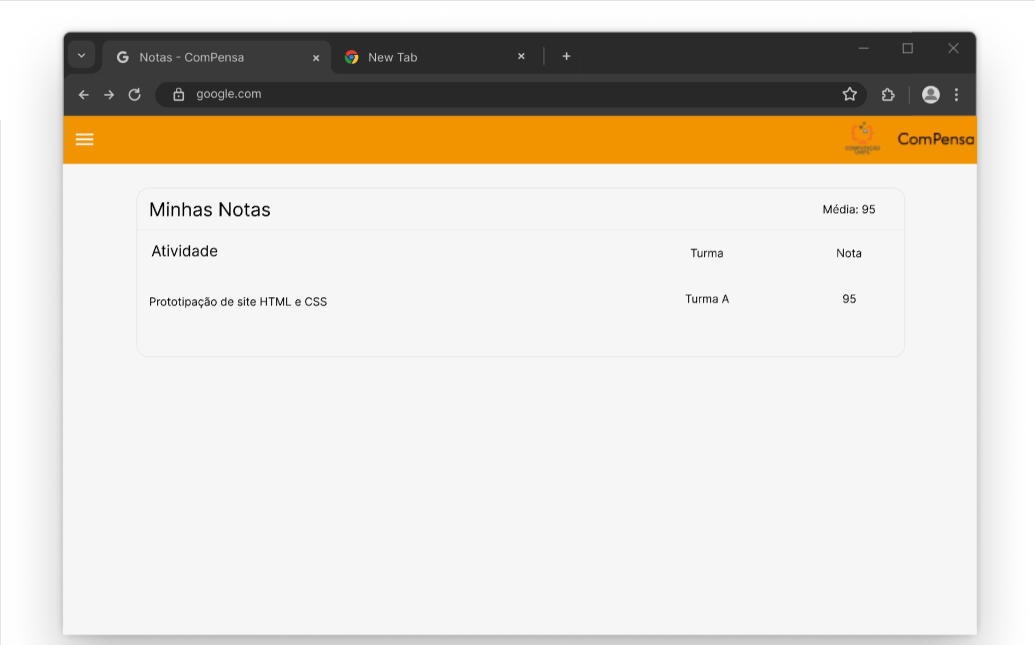 Notas - ComPensa
New Tab
google.com
ComPensa
Minhas Notas
Média: 95
Atividade
Turma
Nota
Prototipação de site HTML e CSS
Turma A
95